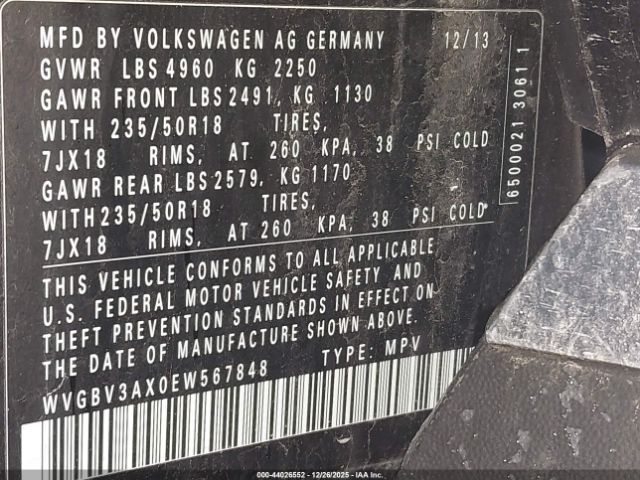 MFD BY VOLKSWAGEN AG GERMANY 12/13
GVWR LBS 4960 KG 2250
GAWR FRONT LBS 2491, KG 1130
WITH 235/50R18 TIRES,
7JX18 RIMS, AT 260 KPA, 38 PSI COLD
GAWR REAR LBS 2579, KG 1170
WITH 235/50R18 TIRES,
7JX18 RIMS, AT 260 KPA, 38 PSI COLD
THIS VEHICLE CONFORMS TO ALL APPLICABLE
U.S. FEDERAL MOTOR VEHICLE SAFETY AND
THEFT PREVENTION STANDARDS IN EFFECT ON
THE DATE OF MANUFACTURE SHOWN ABOVE.
WVGBV3AX0EW567848 TYPE: MPV
6500021 3061 1
000-44026552 - 12/26/2025 - IAAI.COM